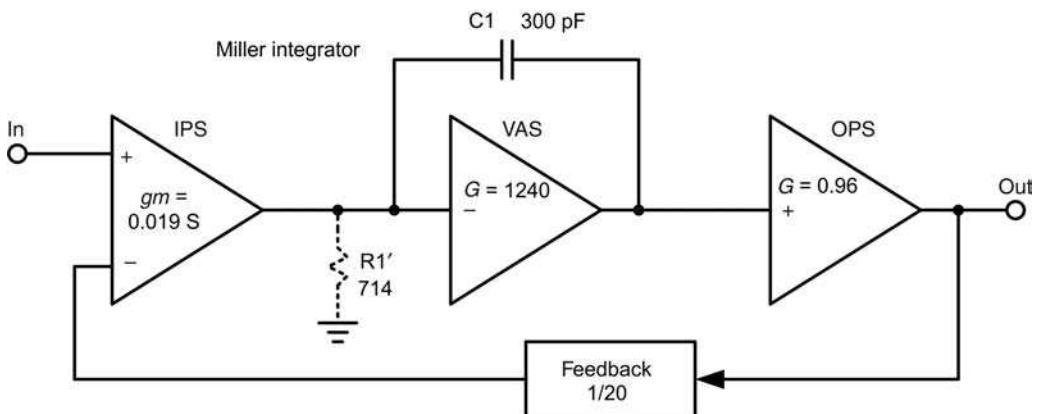 C1 300 pF
Miller integrator
In
IPS
VAS
OPS
+
gm =
0.019 S
−
G = 1240
−
G = 0.96
+
Out
R1′
714
Feedback
1/20